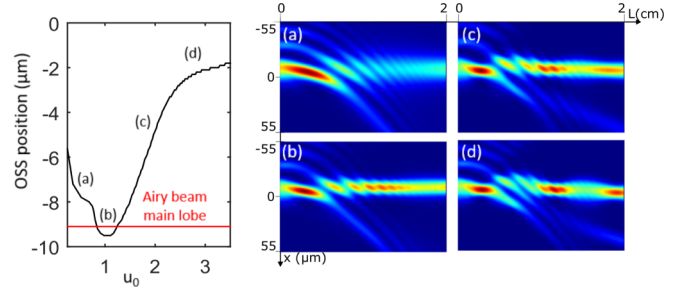 0
-2
-4
-6
-8
-10
OSS position (µm)
(a)
(b)
(c)
(d)
Airy beam
main lobe
1 2 3
u0
0 2 0 2 L(cm)
-55
0
55
(a)
(c)
-55
0
55
(b)
(d)
x (µm)